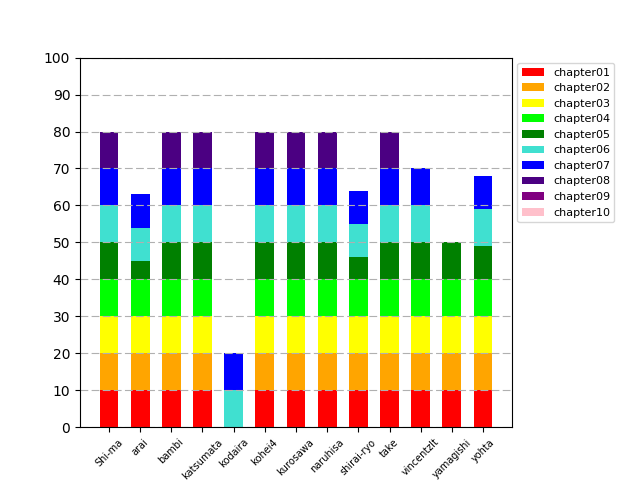 100
90
80
70
60
50
40
30
20
10
0
chapter01
chapter02
chapter03
chapter04
chapter05
chapter06
chapter07
chapter08
chapter09
chapter10
Shi-ma
arai
bambi
katsumata
kodaira
kohei4
kurosawa
naruhisa
shirai-ryo
take
vincentzlt
yamagishi
yohta